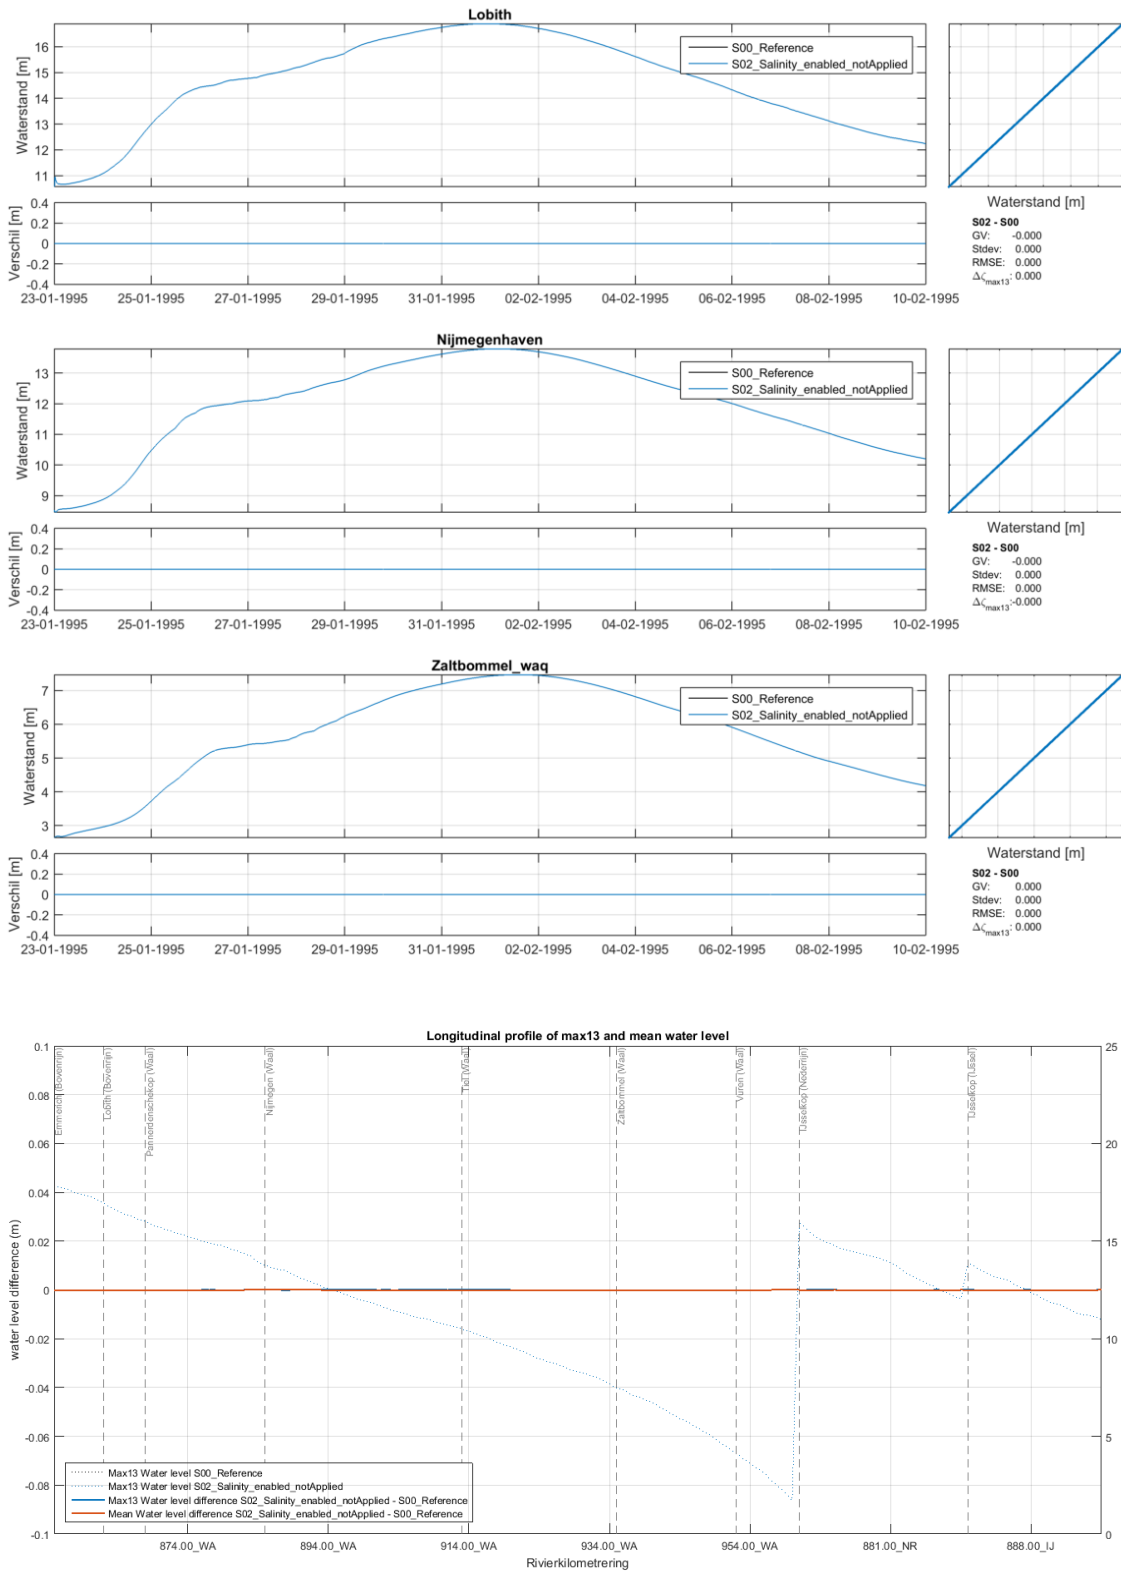 Lobith
Waterstand [m]
16
15
14
13
12
11
S00_Reference
S02_Salinity_enabled_notApplied
Verschil [m]
0.4
0.2
0
-0.2
-0.4
23-01-1995 25-01-1995 27-01-1995 29-01-1995 31-01-1995 02-02-1995 04-02-1995 06-02-1995 08-02-1995 10-02-1995
Waterstand [m]
S02 - S00
GV: -0.000
Stdev: 0.000
RMSE: 0.000
Δζmax13: 0.000
Nijmegenhaven
Waterstand [m]
13
12
11
10
9
S00_Reference
S02_Salinity_enabled_notApplied
Verschil [m]
0.4
0.2
0
-0.2
-0.4
23-01-1995 25-01-1995 27-01-1995 29-01-1995 31-01-1995 02-02-1995 04-02-1995 06-02-1995 08-02-1995 10-02-1995
Waterstand [m]
S02 - S00
GV: -0.000
Stdev: 0.000
RMSE: 0.000
Δζmax13:-0.000
Zaltbommel_waq
Waterstand [m]
7
6
5
4
3
S00_Reference
S02_Salinity_enabled_notApplied
Verschil [m]
0.4
0.2
0
-0.2
-0.4
23-01-1995 25-01-1995 27-01-1995 29-01-1995 31-01-1995 02-02-1995 04-02-1995 06-02-1995 08-02-1995 10-02-1995
Waterstand [m]
S02 - S00
GV: 0.000
Stdev: 0.000
RMSE: 0.000
Δζmax13: 0.000
Longitudinal profile of max13 and mean water level
water level difference (m)
0.1
0.08
0.06
0.04
0.02
0
-0.02
-0.04
-0.06
-0.08
-0.1
Emmerich (Bovenrijn)
Lobith (Bovenrijn)
Pannerdenschekop (Waal)
Nijmegen (Waal)
Tiel (Waal)
Zaltbommel (Waal)
Vuren (Waal)
IJsselkop (Nederrijn)
IJsselkop (IJssel)
25
20
15
10
5
0
Max13 Water level S00_Reference
Max13 Water level S02_Salinity_enabled_notApplied
Max13 Water level difference S02_Salinity_enabled_notApplied - S00_Reference
Mean Water level difference S02_Salinity_enabled_notApplied - S00_Reference
874.00_WA 894.00_WA 914.00_WA 934.00_WA 954.00_WA 881.00_NR 888.00_IJ
Rivierkilometrering